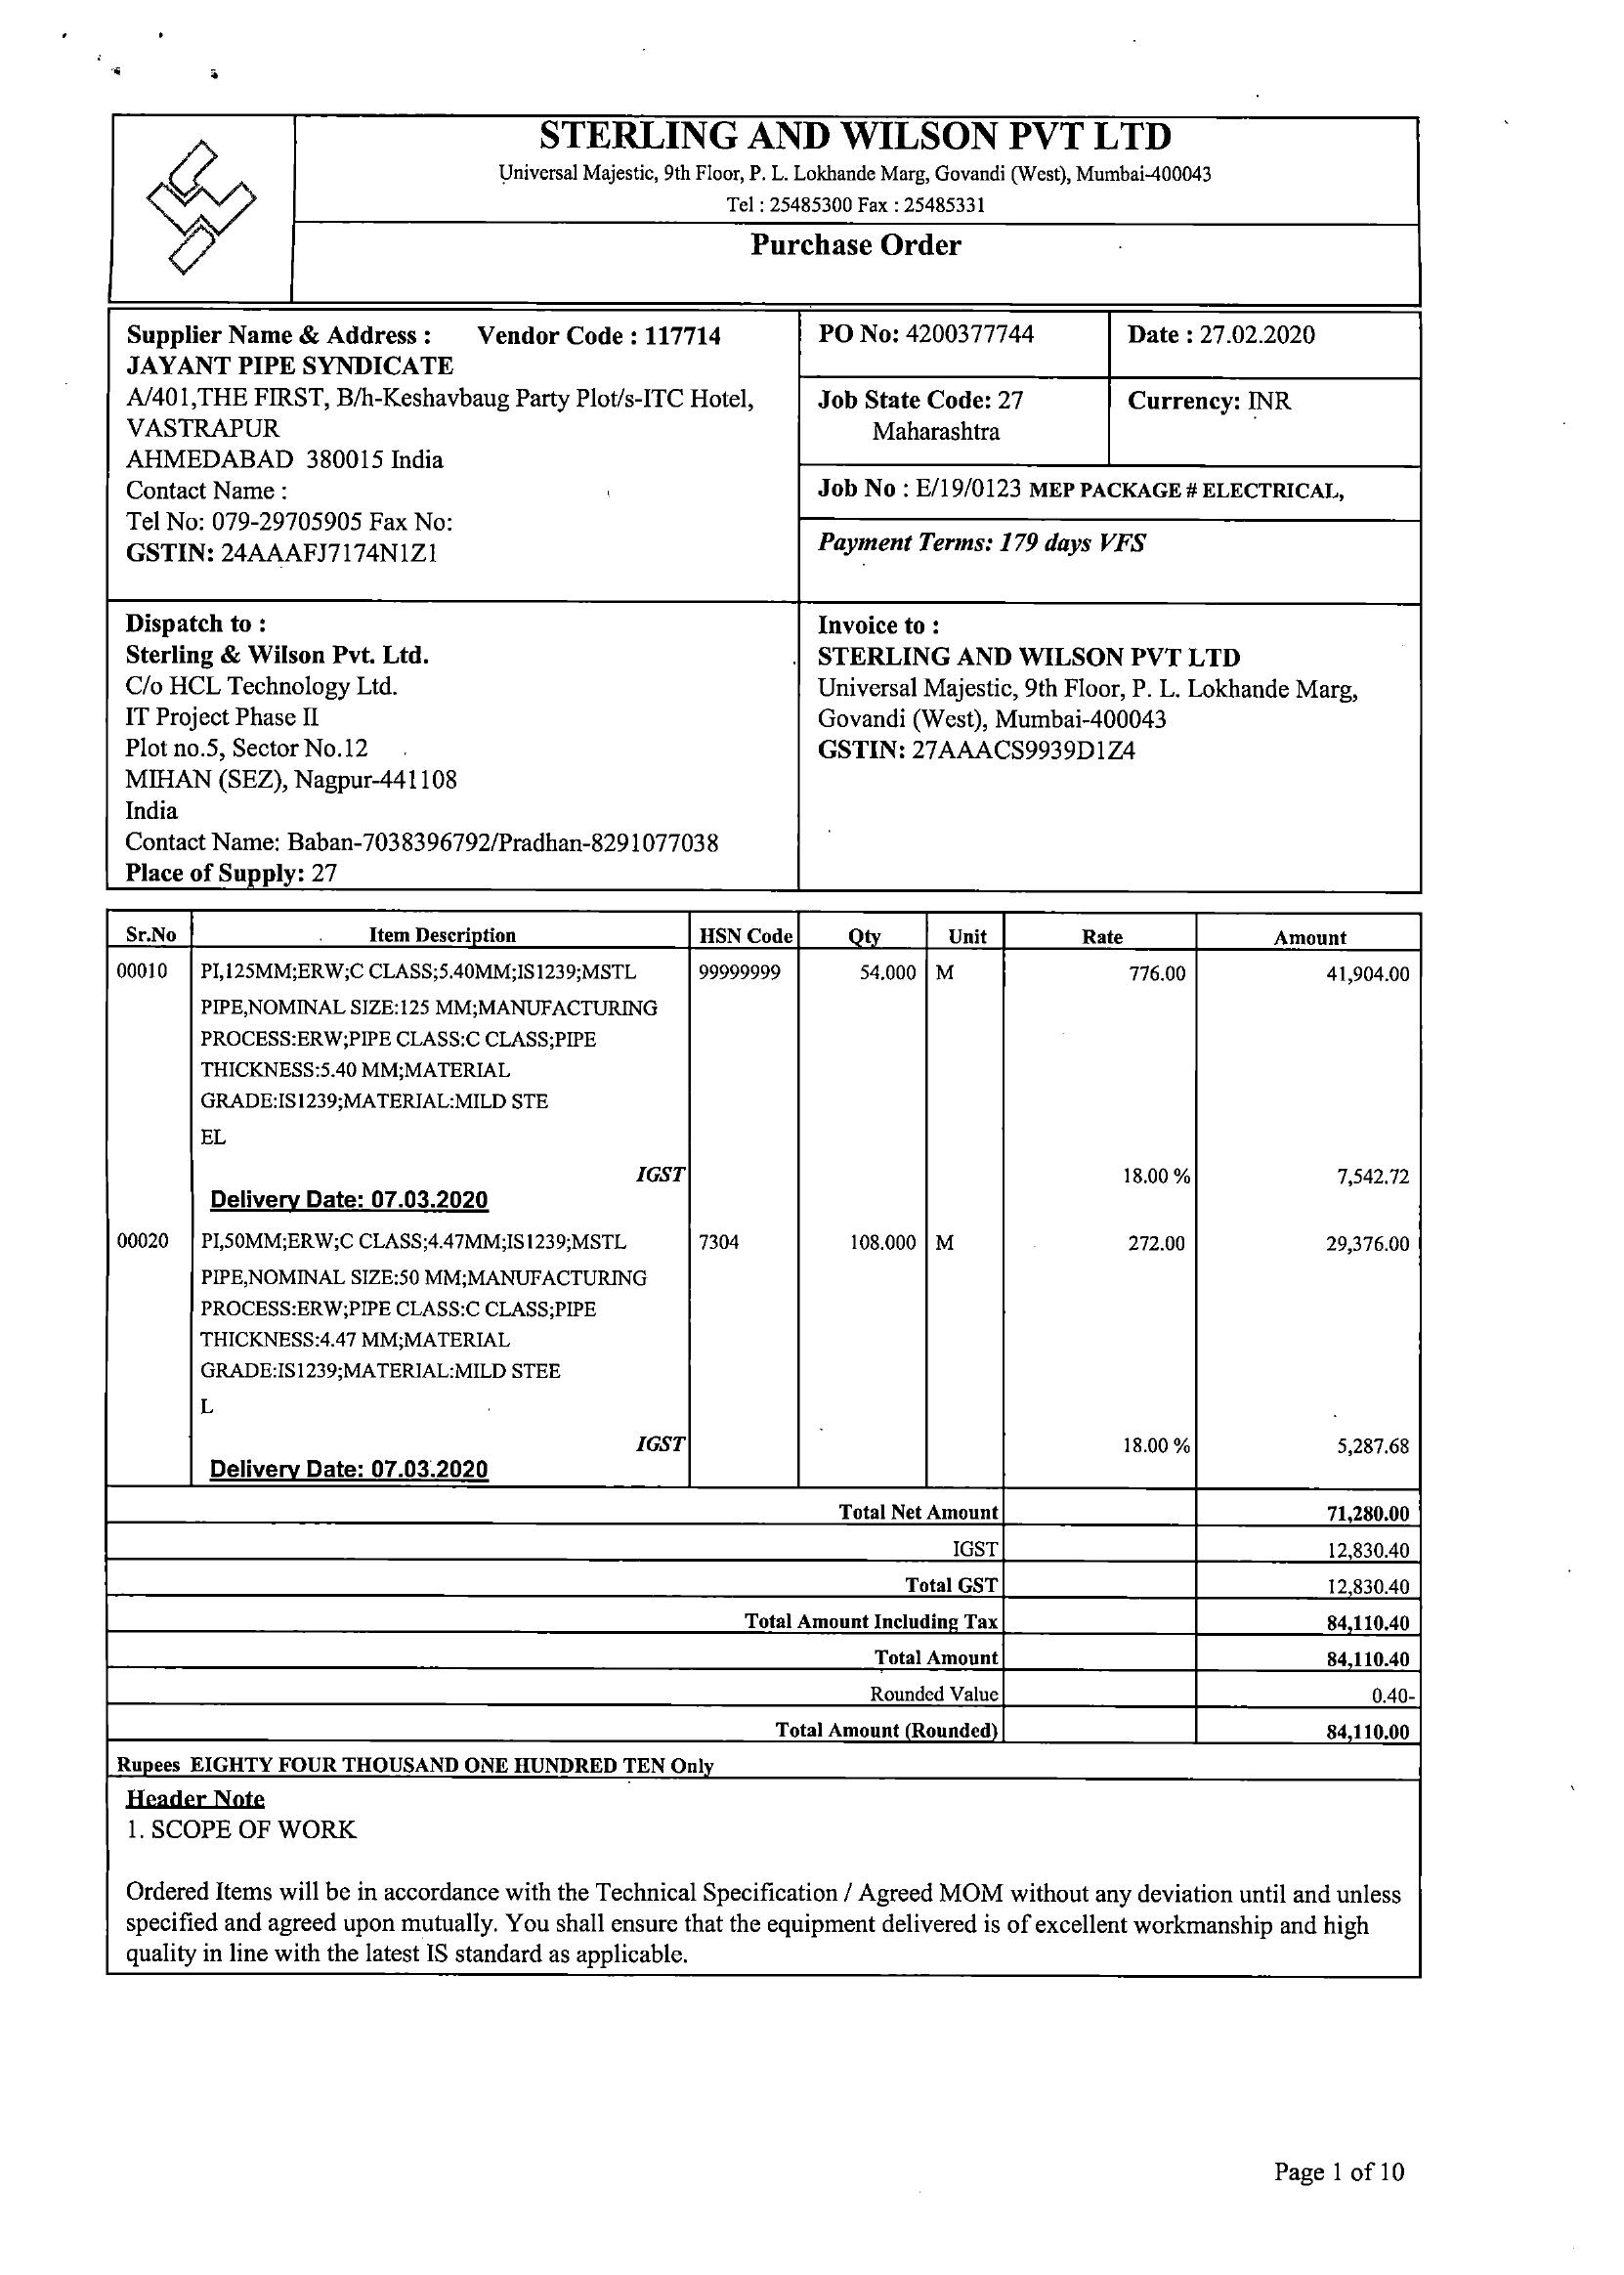 STERLING AND WILSON PVT LTD
Universal Majestic, 9th Floor, P. L. Lokhande Marg, Govandi (West), Mumbai-400043
Tel : 25485300 Fax : 25485331
Purchase Order
Supplier Name & Address : Vendor Code : 117714
JAYANT PIPE SYNDICATE
A/401,THE FIRST, B/h-Keshavbaug Party Plot/s-ITC Hotel,
VASTRAPUR
AHMEDABAD 380015 India
Contact Name :
Tel No: 079-29705905 Fax No:
GSTIN: 24AAAFJ7174N1Z1
PO No: 4200377744 Date : 27.02.2020
Job State Code: 27 Currency: INR
Maharashtra
Job No : E/19/0123 MEP PACKAGE # ELECTRICAL,
Payment Terms: 179 days VFS
Dispatch to :
Sterling & Wilson Pvt. Ltd.
C/o HCL Technology Ltd.
IT Project Phase II
Plot no.5, Sector No.12
MIHAN (SEZ), Nagpur-441108
India
Contact Name: Baban-7038396792/Pradhan-8291077038
Place of Supply: 27
Invoice to :
STERLING AND WILSON PVT LTD
Universal Majestic, 9th Floor, P. L. Lokhande Marg,
Govandi (West), Mumbai-400043
GSTIN: 27AAACS9939D1Z4
Sr.No Item Description HSN Code Qty Unit Rate Amount
00010 PI,125MM;ERW;C CLASS;5.40MM;IS1239;MSTL 99999999 54.000 M 776.00 41,904.00
PIPE,NOMINAL SIZE:125 MM;MANUFACTURING
PROCESS:ERW;PIPE CLASS:C CLASS;PIPE
THICKNESS:5.40 MM;MATERIAL
GRADE:IS1239;MATERIAL:MILD STE
EL
IGST 18.00 % 7,542.72
Delivery Date: 07.03.2020
00020 PI,50MM;ERW;C CLASS;4.47MM;IS1239;MSTL 7304 108.000 M 272.00 29,376.00
PIPE,NOMINAL SIZE:50 MM;MANUFACTURING
PROCESS:ERW;PIPE CLASS:C CLASS;PIPE
THICKNESS:4.47 MM;MATERIAL
GRADE:IS1239;MATERIAL:MILD STEE
L
IGST 18.00 % 5,287.68
Delivery Date: 07.03.2020
Total Net Amount 71,280.00
IGST 12,830.40
Total GST 12,830.40
Total Amount Including Tax 84,110.40
Total Amount 84,110.40
Rounded Value 0.40-
Total Amount (Rounded) 84,110.00
Rupees EIGHTY FOUR THOUSAND ONE HUNDRED TEN Only
Header Note
1. SCOPE OF WORK
Ordered Items will be in accordance with the Technical Specification / Agreed MOM without any deviation until and unless
specified and agreed upon mutually. You shall ensure that the equipment delivered is of excellent workmanship and high
quality in line with the latest IS standard as applicable.
Page 1 of 10